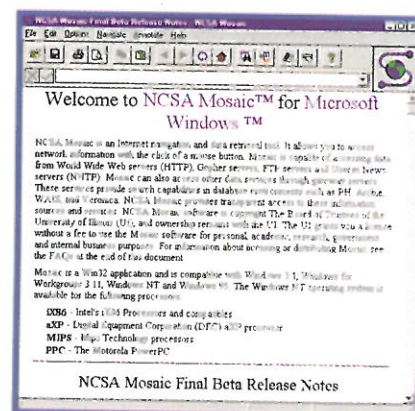 NCSA Mosaic Final Beta Release Notes - NCSA Mosaic
File Edit Options Navigate Annotate Help
Welcome to NCSA Mosaic™ for Microsoft
Windows ™
NCSA Mosaic is an Internet navigation and data retrieval tool. It allows you to access
network information with the click of a mouse button. Mosaic is capable of accessing data
from World Wide Web servers (HTTP), Gopher servers, FTP servers and Usenet News
servers (NNTP). Mosaic can also access other data services through gateway servers.
These services provide search capabilities in database environments such as PH, Archie,
WAIS, and Veronica. NCSA Mosaic provides transparent access to these information
sources and services. NCSA Mosaic software is copyright The Board of Trustees of the
University of Illinois (UI), and ownership remains with the UI. The UI grants you a license
without a fee to use the Mosaic software for personal, academic, research, government
and internal business purposes. For information about licensing or distributing Mosaic see
the FAQs at the end of this document
Mosaic is a Win32 application and is compatible with Windows 3.1, Windows for
Workgroups 3.11, Windows NT and Windows 95. The Windows NT operating system is
available for the following processors
IX86 - Intel's iX86 Processors and compatibles
aXP - Digital Equipment Corporation (DEC) aXP processor
MIPS - Mips Technology processors
PPC - The Motorola PowerPC
NCSA Mosaic Final Beta Release Notes